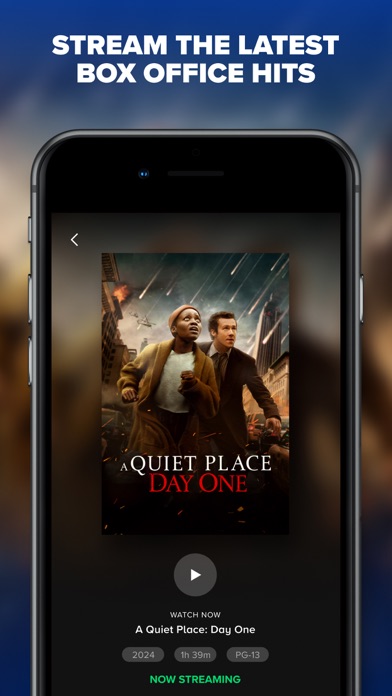 STREAM THE LATEST
BOX OFFICE HITS
A QUIET PLACE
DAY ONE
WATCH NOW
A Quiet Place: Day One
2024 1h 39m PG-13
NOW STREAMING